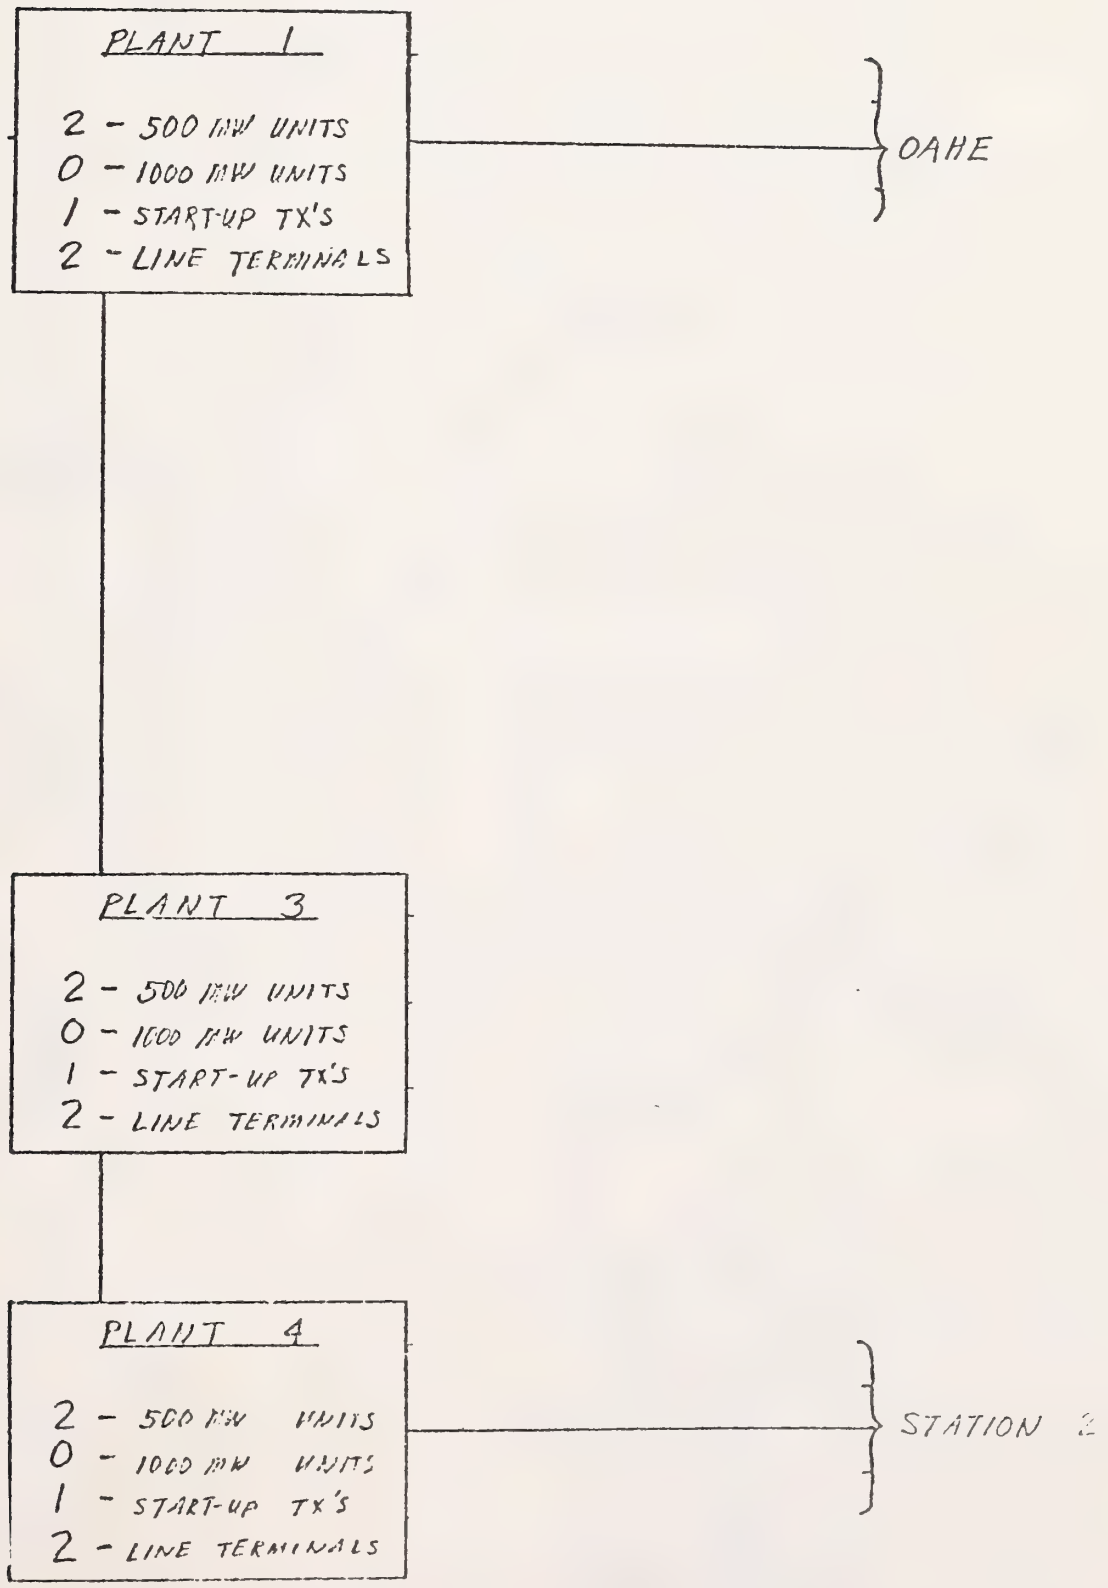 PLANT 1
2 - 500 MW UNITS
0 - 1000 MW UNITS
1 - START-UP TX'S
2 - LINE TERMINALS
OAHE
PLANT 3
2 - 500 MW UNITS
0 - 1000 MW UNITS
1 - START-UP TX'S
2 - LINE TERMINALS
PLANT 4
2 - 500 MW UNITS
0 - 1000 MW UNITS
1 - START-UP TX'S
2 - LINE TERMINALS
STATION 2